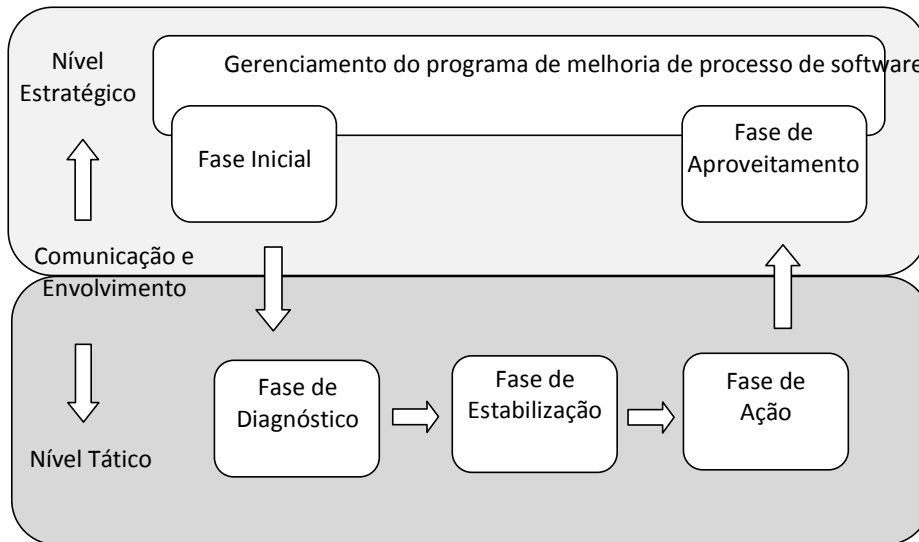 Nível
Estratégico
Gerenciamento do programa de melhoria de processo de software
Fase Inicial
Fase de
Aproveitamento
Comunicação e
Envolvimento
Fase de
Diagnóstico
Fase de
Estabilização
Fase de
Ação
Nível Tático